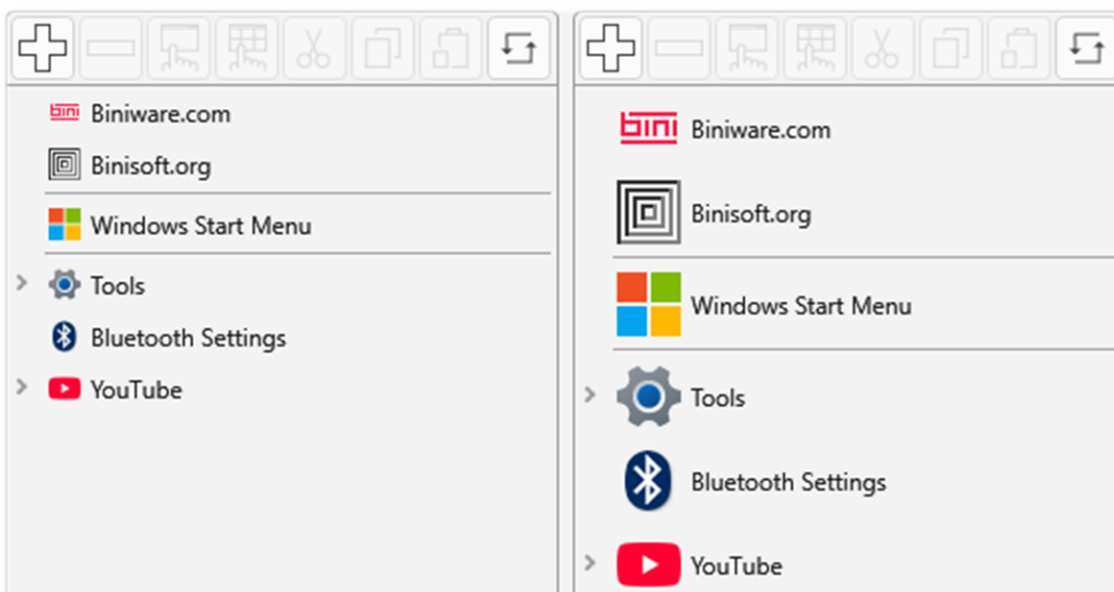 bini Biniware.com
Binisoft.org
Windows Start Menu
Tools
Bluetooth Settings
YouTube
bini Biniware.com
Binisoft.org
Windows Start Menu
Tools
Bluetooth Settings
YouTube